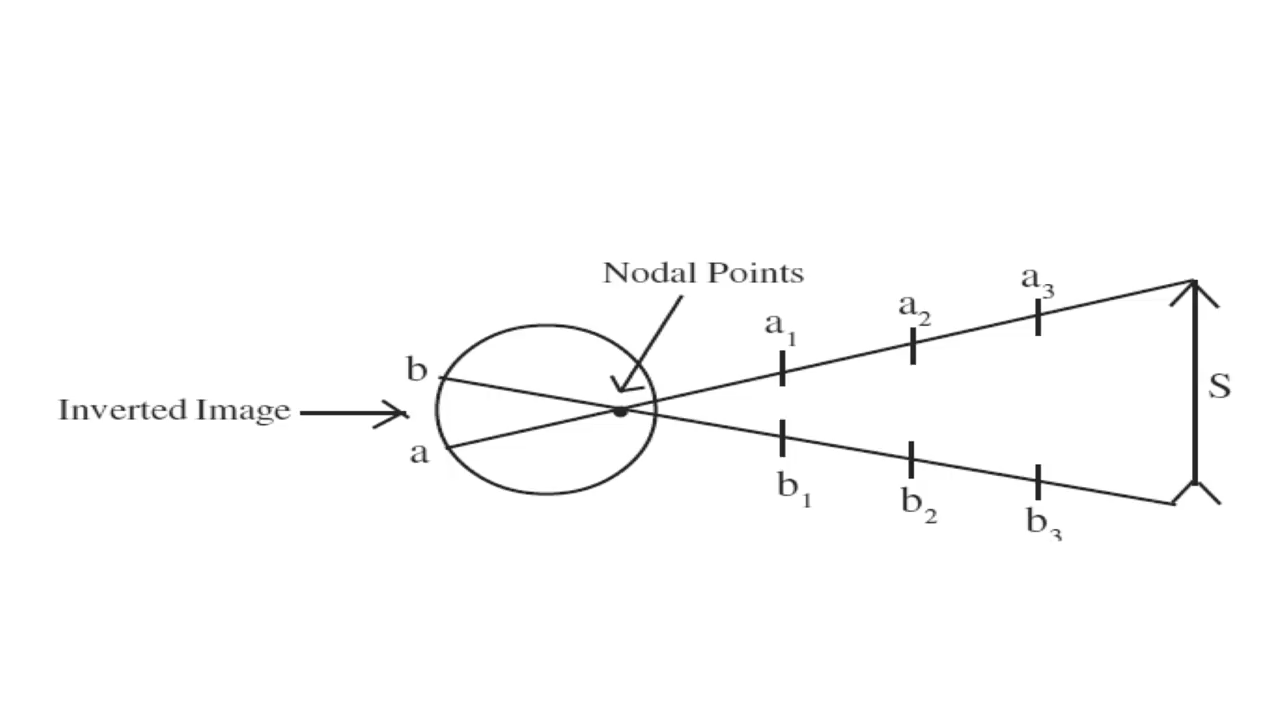 Nodal Points
a₃
a₂
a₁
b
S
Inverted Image
a
b₁
b₂
b₃